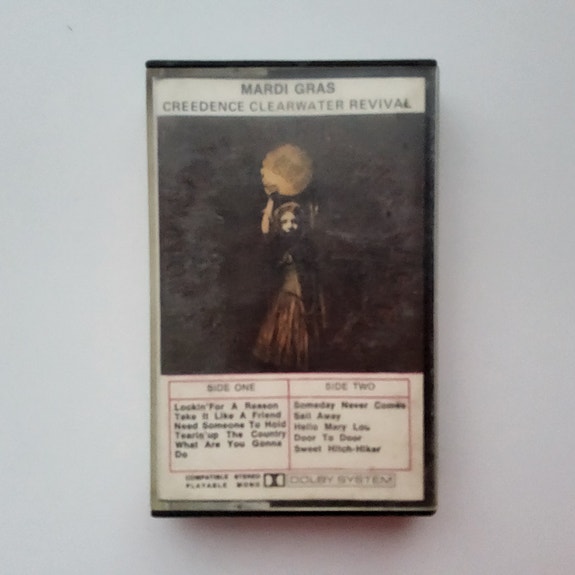 MARDI GRAS
CREEDENCE CLEARWATER REVIVAL
SIDE ONE
Lookin'For A Reason
Take It Like A Friend
Need Someone To Hold
Tearin'up The Country
What Are You Gonna
Do
SIDE TWO
Someday Never Comes
Sail Away
Hello Mary Lou
Door To Door
Sweet Hitch-Hiker
COMPATIBLE STEREO
PLAYABLE MONO
DOLBY SYSTEM